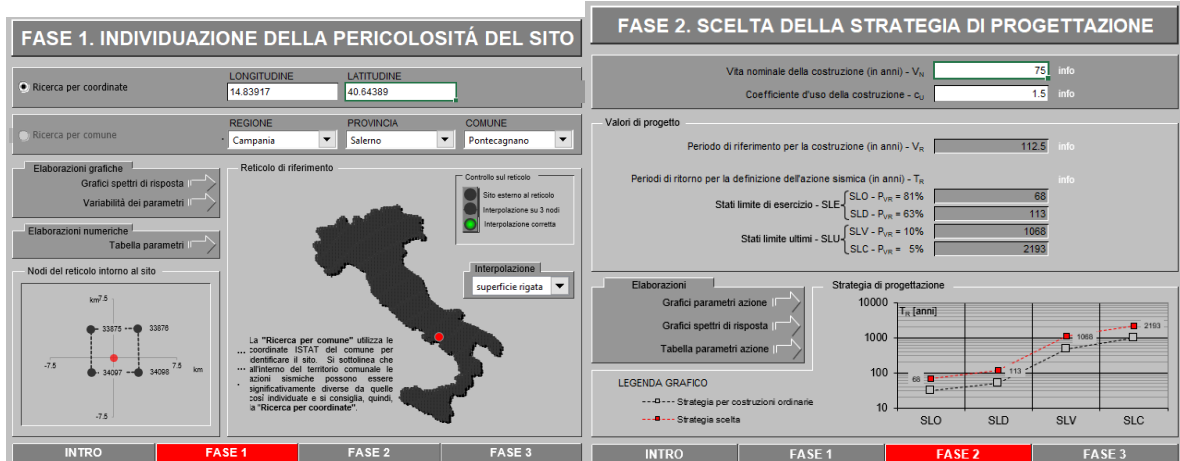 FASE 1. INDIVIDUAZIONE DELLA PERICOLOSITÁ DEL SITO
LONGITUDINE LATITUDINE
Ricerca per coordinate 14.83917 40.64389
REGIONE PROVINCIA COMUNE
Ricerca per comune Campania Salerno Pontecagnano
Elaborazioni grafiche
Grafici spettri di risposta
Variabilità dei parametri
Elaborazioni numeriche
Tabella parametri
Nodi del reticolo intorno al sito
km 7.5
33875 33876
-7.5 7.5 km
34097 34098
-7.5
Reticolo di riferimento
Controllo sul reticolo
Sito esterno al reticolo
Interpolazione su 3 nodi
Interpolazione corretta
Interpolazione
superficie rigata
La "Ricerca per comune" utilizza le
coordinate ISTAT del comune per
identificare il sito. Si sottolinea che
all'interno del territorio comunale le
azioni sismiche possono essere
significativamente diverse da quelle
così individuate e si consiglia, quindi,
la "Ricerca per coordinate".
INTRO FASE 1 FASE 2 FASE 3
FASE 2. SCELTA DELLA STRATEGIA DI PROGETTAZIONE
Vita nominale della costruzione (in anni) - VN 75 info
Coefficiente d'uso della costruzione - cU 1.5 info
Valori di progetto
Periodo di riferimento per la costruzione (in anni) - VR 112.5 info
Periodi di ritorno per la definizione dell'azione sismica (in anni) - TR info
Stati limite di esercizio - SLE
SLO - PVR = 81% 68
SLD - PVR = 63% 113
Stati limite ultimi - SLU
SLV - PVR = 10% 1068
SLC - PVR = 5% 2193
Elaborazioni
Grafici parametri azione
Grafici spettri di risposta
Tabella parametri azione
LEGENDA GRAFICO
Strategia per costruzioni ordinarie
Strategia scelta
Strategia di progettazione
TR [anni]
10000
1000
100
10
68 113 1068 2193
SLO SLD SLV SLC
INTRO FASE 1 FASE 2 FASE 3